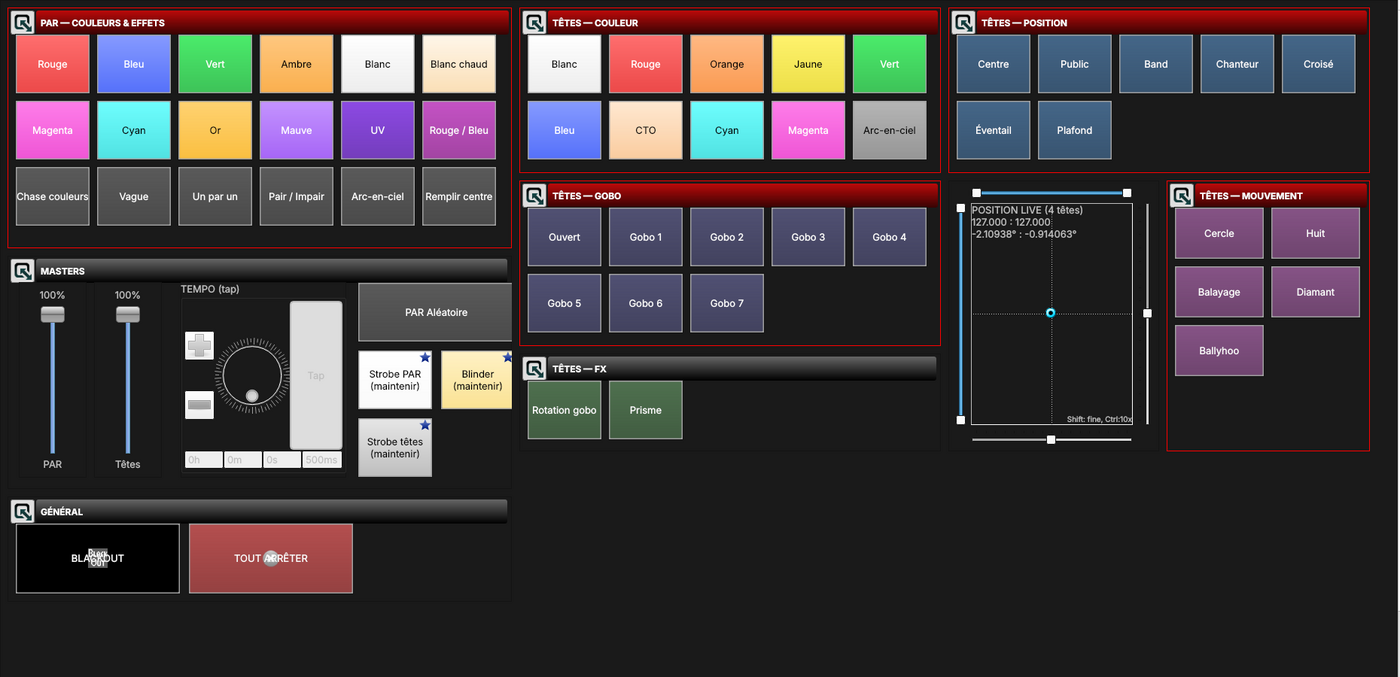 PAR — COULEURS & EFFETS
Rouge
Bleu
Vert
Ambre
Blanc
Blanc chaud
Magenta
Cyan
Or
Mauve
UV
Rouge / Bleu
Chase couleurs
Vague
Un par un
Pair / Impair
Arc-en-ciel
Remplir centre
TÊTES — COULEUR
Blanc
Rouge
Orange
Jaune
Vert
Bleu
CTO
Cyan
Magenta
Arc-en-ciel
TÊTES — POSITION
Centre
Public
Band
Chanteur
Croisé
Éventail
Plafond
TÊTES — GOBO
Ouvert
Gobo 1
Gobo 2
Gobo 3
Gobo 4
Gobo 5
Gobo 6
Gobo 7
POSITION LIVE (4 têtes)
127.000 : 127.000
-2.10938° : -0.914063°
Shift: fine, Ctrl:10x
TÊTES — MOUVEMENT
Cercle
Huit
Balayage
Diamant
Ballyhoo
MASTERS
100%
PAR
100%
Têtes
TEMPO (tap)
Tap
0h
0m
0s
500ms
PAR Aléatoire
Strobe PAR
(maintenir)
Blinder
(maintenir)
Strobe têtes
(maintenir)
TÊTES — FX
Rotation gobo
Prisme
GÉNÉRAL
BLACKOUT
TOUT ARRÊTER